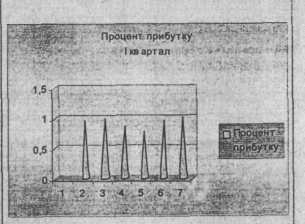 Процент прибутку
І квартал
1,5
1
0,5
0
1 2 3 4 5 6 7
Процент
прибутку